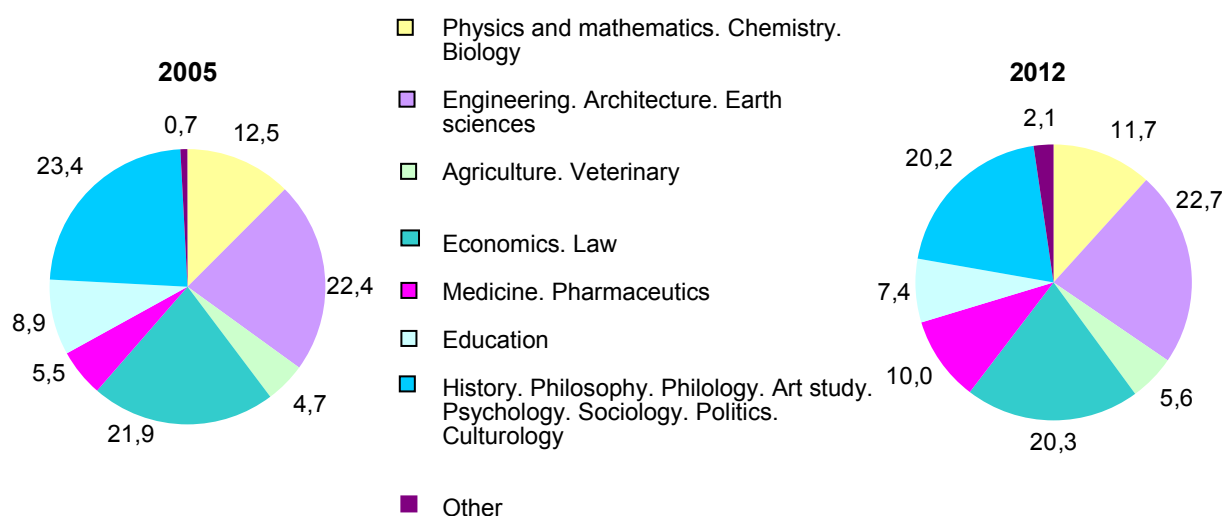 2005
0,7
12,5
23,4
22,4
8,9
5,5
4,7
21,9
Physics and mathematics. Chemistry.
Biology
Engineering. Architecture. Earth
sciences
Agriculture. Veterinary
Economics. Law
Medicine. Pharmaceutics
Education
History. Philosophy. Philology. Art study.
Psychology. Sociology. Politics.
Culturology
Other
2012
2,1
11,7
20,2
22,7
7,4
10,0
5,6
20,3